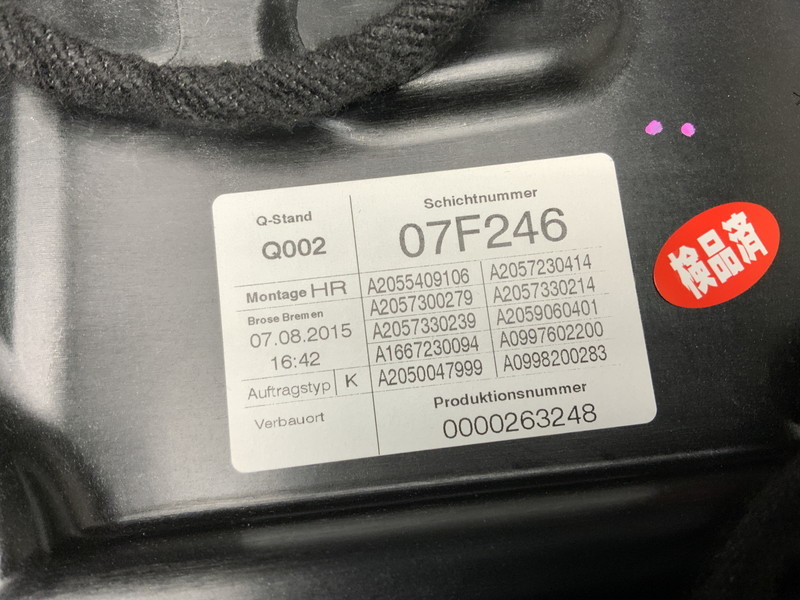 Q-Stand
Q002
Schichtnummer
07F246
Montage HR
Brose Bremen
07.08.2015
16:42
Auftragstyp K
Verbauort
A2055409106 A2057230414
A2057300279 A2057330214
A2057330239 A2059060401
A1667230094 A0997602200
A2050047999 A0998200283
Produktionsnummer
0000263248
検品済